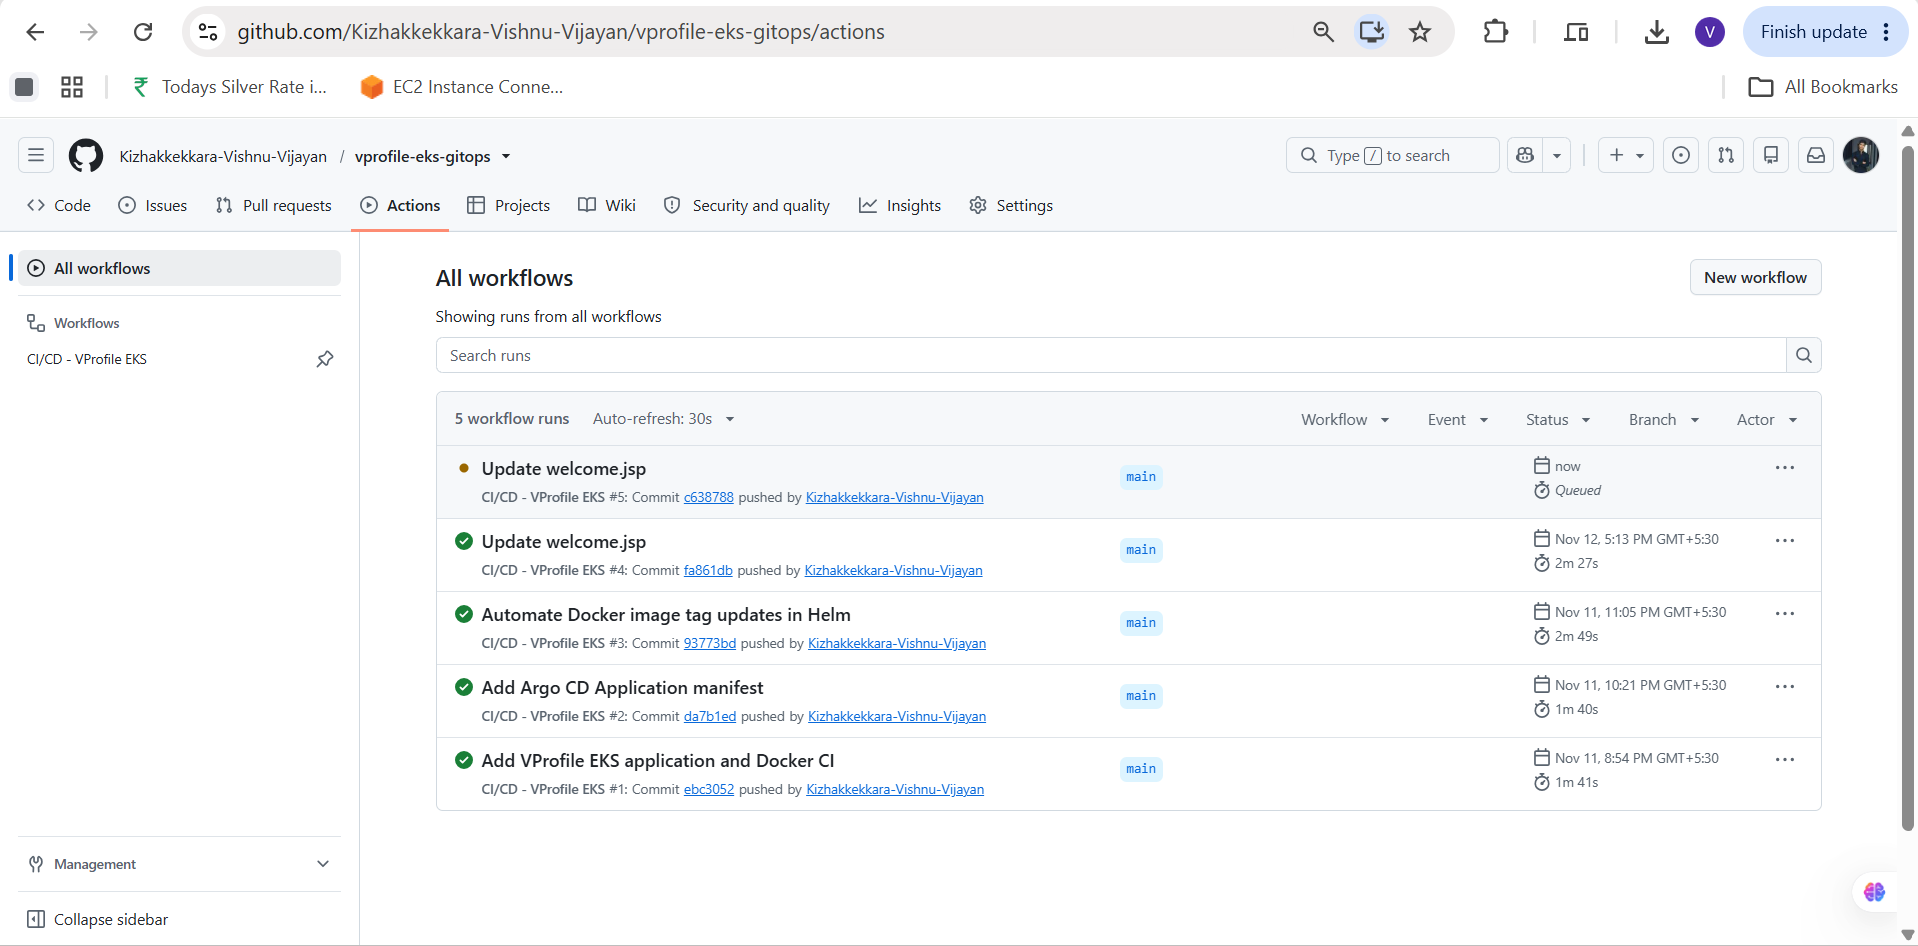 github.com/Kizhakkekkara-Vishnu-Vijayan/vprofile-eks-gitops/actions
V
Finish update
Todays Silver Rate i...
EC2 Instance Conne...
All Bookmarks
Kizhakkekkara-Vishnu-Vijayan / vprofile-eks-gitops
Type / to search
Code
Issues
Pull requests
Actions
Projects
Wiki
Security and quality
Insights
Settings
All workflows
Workflows
CI/CD - VProfile EKS
Management
Collapse sidebar
All workflows
New workflow
Showing runs from all workflows
Search runs
5 workflow runs
Auto-refresh: 30s
Workflow
Event
Status
Branch
Actor
Update welcome.jsp
CI/CD - VProfile EKS #5: Commit c638788 pushed by Kizhakkekkara-Vishnu-Vijayan
main
now
Queued
Update welcome.jsp
CI/CD - VProfile EKS #4: Commit fa861db pushed by Kizhakkekkara-Vishnu-Vijayan
main
Nov 12, 5:13 PM GMT+5:30
2m 27s
Automate Docker image tag updates in Helm
CI/CD - VProfile EKS #3: Commit 93773bd pushed by Kizhakkekkara-Vishnu-Vijayan
main
Nov 11, 11:05 PM GMT+5:30
2m 49s
Add Argo CD Application manifest
CI/CD - VProfile EKS #2: Commit da7b1ed pushed by Kizhakkekkara-Vishnu-Vijayan
main
Nov 11, 10:21 PM GMT+5:30
1m 40s
Add VProfile EKS application and Docker CI
CI/CD - VProfile EKS #1: Commit ebc3052 pushed by Kizhakkekkara-Vishnu-Vijayan
main
Nov 11, 8:54 PM GMT+5:30
1m 41s